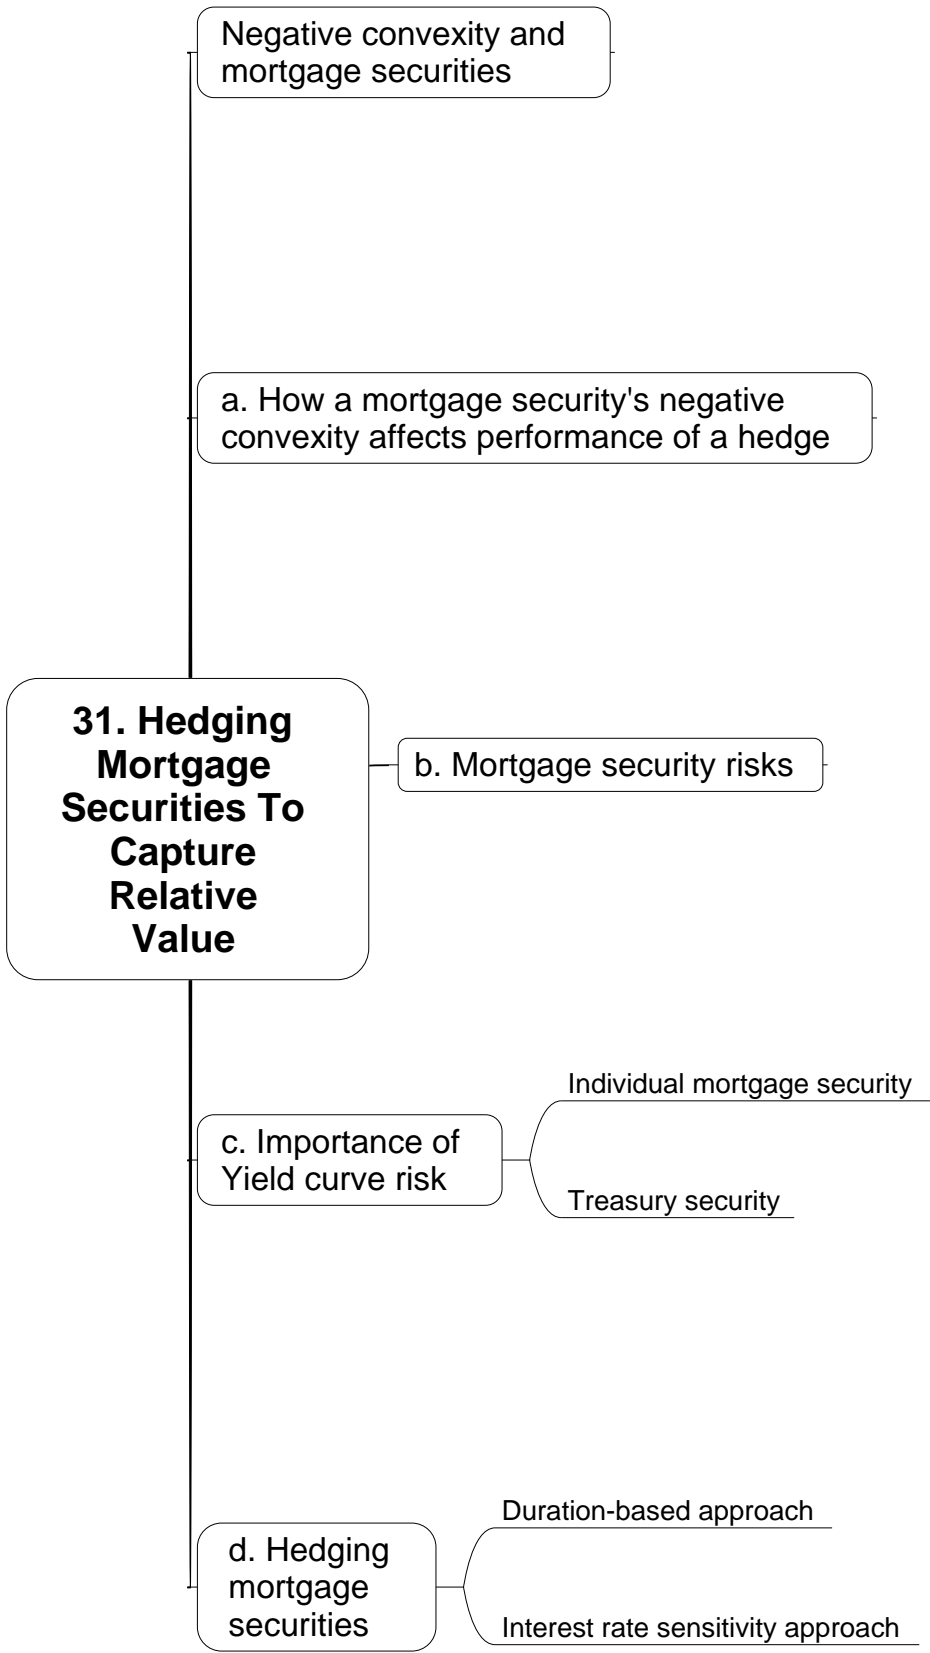 Negative convexity and
mortgage securities
a. How a mortgage security's negative
convexity affects performance of a hedge
31. Hedging
Mortgage
Securities To
Capture
Relative
Value
b. Mortgage security risks
c. Importance of
Yield curve risk
Individual mortgage security
Treasury security
d. Hedging
mortgage
securities
Duration-based approach
Interest rate sensitivity approach